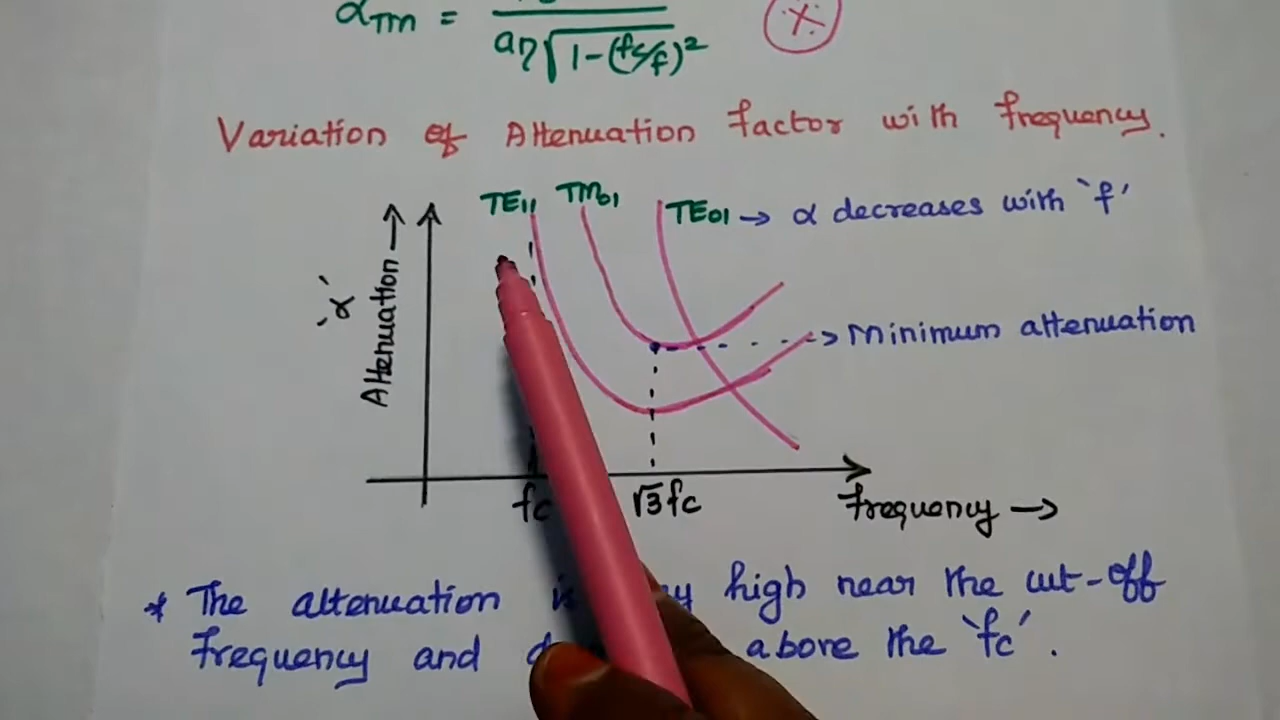 αTM =
aη√1-(fc/f)²
Variation of Attenuation factor with frequency.
TE11 TM01 TE01 → α decreases with 'f'
'α' Attenuation →
→ Minimum attenuation
fc √3fc frequency →
* The attenuation high near the cut-off
frequency and above the 'fc'.